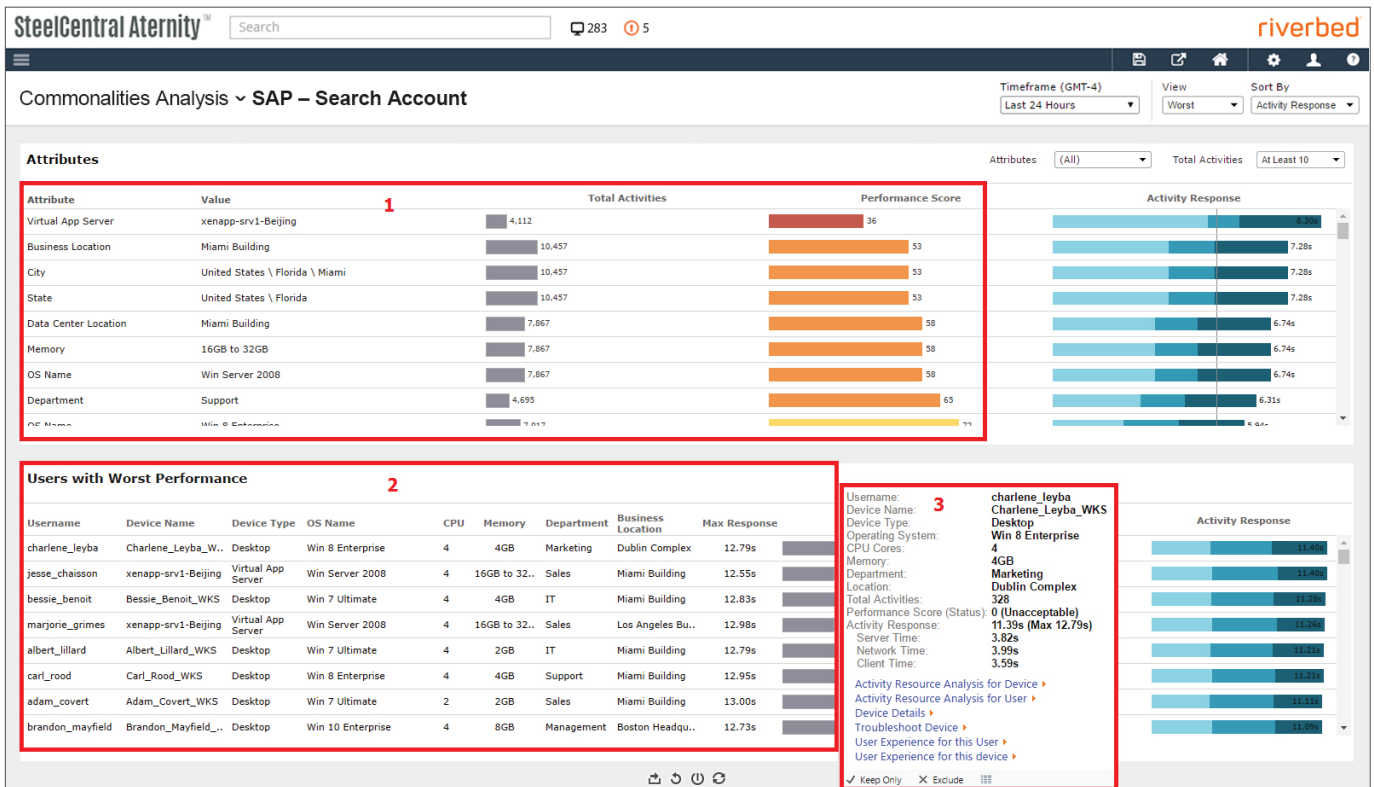 SteelCentral Aternity™ Search 283 5 riverbed
Timeframe (GMT-4) View Sort By
Commonalities Analysis SAP – Search Account Last 24 Hours Worst Activity Response
Attributes Attributes (All) Total Activities At Least 10
Attribute Value 1 Total Activities Performance Score Activity Response
Virtual App Server xenapp-srv1-Beijing 4,112 36 8.30s
Business Location Miami Building 10,457 53 7.28s
City United States \ Florida \ Miami 10,457 53 7.28s
State United States \ Florida 10,457 53 7.28s
Data Center Location Miami Building 7,867 58 6.74s
Memory 16GB to 32GB 7,867 58 6.74s
OS Name Win Server 2008 7,867 58 6.74s
Department Support 4,695 65 6.31s
OS Name Win 8 Enterprise 7,017 72 5.94s
Users with Worst Performance 2
Username Device Name Device Type OS Name CPU Memory Department Business Location Max Response Activity Response
charlene_leyba Charlene_Leyba_W.. Desktop Win 8 Enterprise 4 4GB Marketing Dublin Complex 12.79s 11.40s
jesse_chaisson xenapp-srv1-Beijing Virtual App Server Win Server 2008 4 16GB to 32.. Sales Miami Building 12.55s 11.40s
bessie_benoit Bessie_Benoit_WKS Desktop Win 7 Ultimate 4 4GB IT Miami Building 12.83s 11.28s
marjorie_grimes xenapp-srv1-Beijing Virtual App Server Win Server 2008 4 16GB to 32.. Sales Los Angeles Bu.. 12.98s 11.26s
albert_lillard Albert_Lillard_WKS Desktop Win 7 Ultimate 4 2GB IT Miami Building 12.79s 11.21s
carl_rood Carl_Rood_WKS Desktop Win 8 Enterprise 4 4GB Support Miami Building 12.95s 11.21s
adam_covert Adam_Covert_WKS Desktop Win 7 Ultimate 2 2GB Sales Miami Building 13.00s 11.11s
brandon_mayfield Brandon_Mayfield_.. Desktop Win 10 Enterprise 4 8GB Management Boston Headqu.. 12.73s 11.09s
3
Username: charlene_leyba
Device Name: Charlene_Leyba_WKS
Device Type: Desktop
Operating System: Win 8 Enterprise
CPU Cores: 4
Memory: 4GB
Department: Marketing
Location: Dublin Complex
Total Activities: 328
Performance Score (Status): 0 (Unacceptable)
Activity Response: 11.39s (Max 12.79s)
Server Time: 3.82s
Network Time: 3.99s
Client Time: 3.59s
Activity Resource Analysis for Device
Activity Resource Analysis for User
Device Details
Troubleshoot Device
User Experience for this User
User Experience for this device
Keep Only Exclude